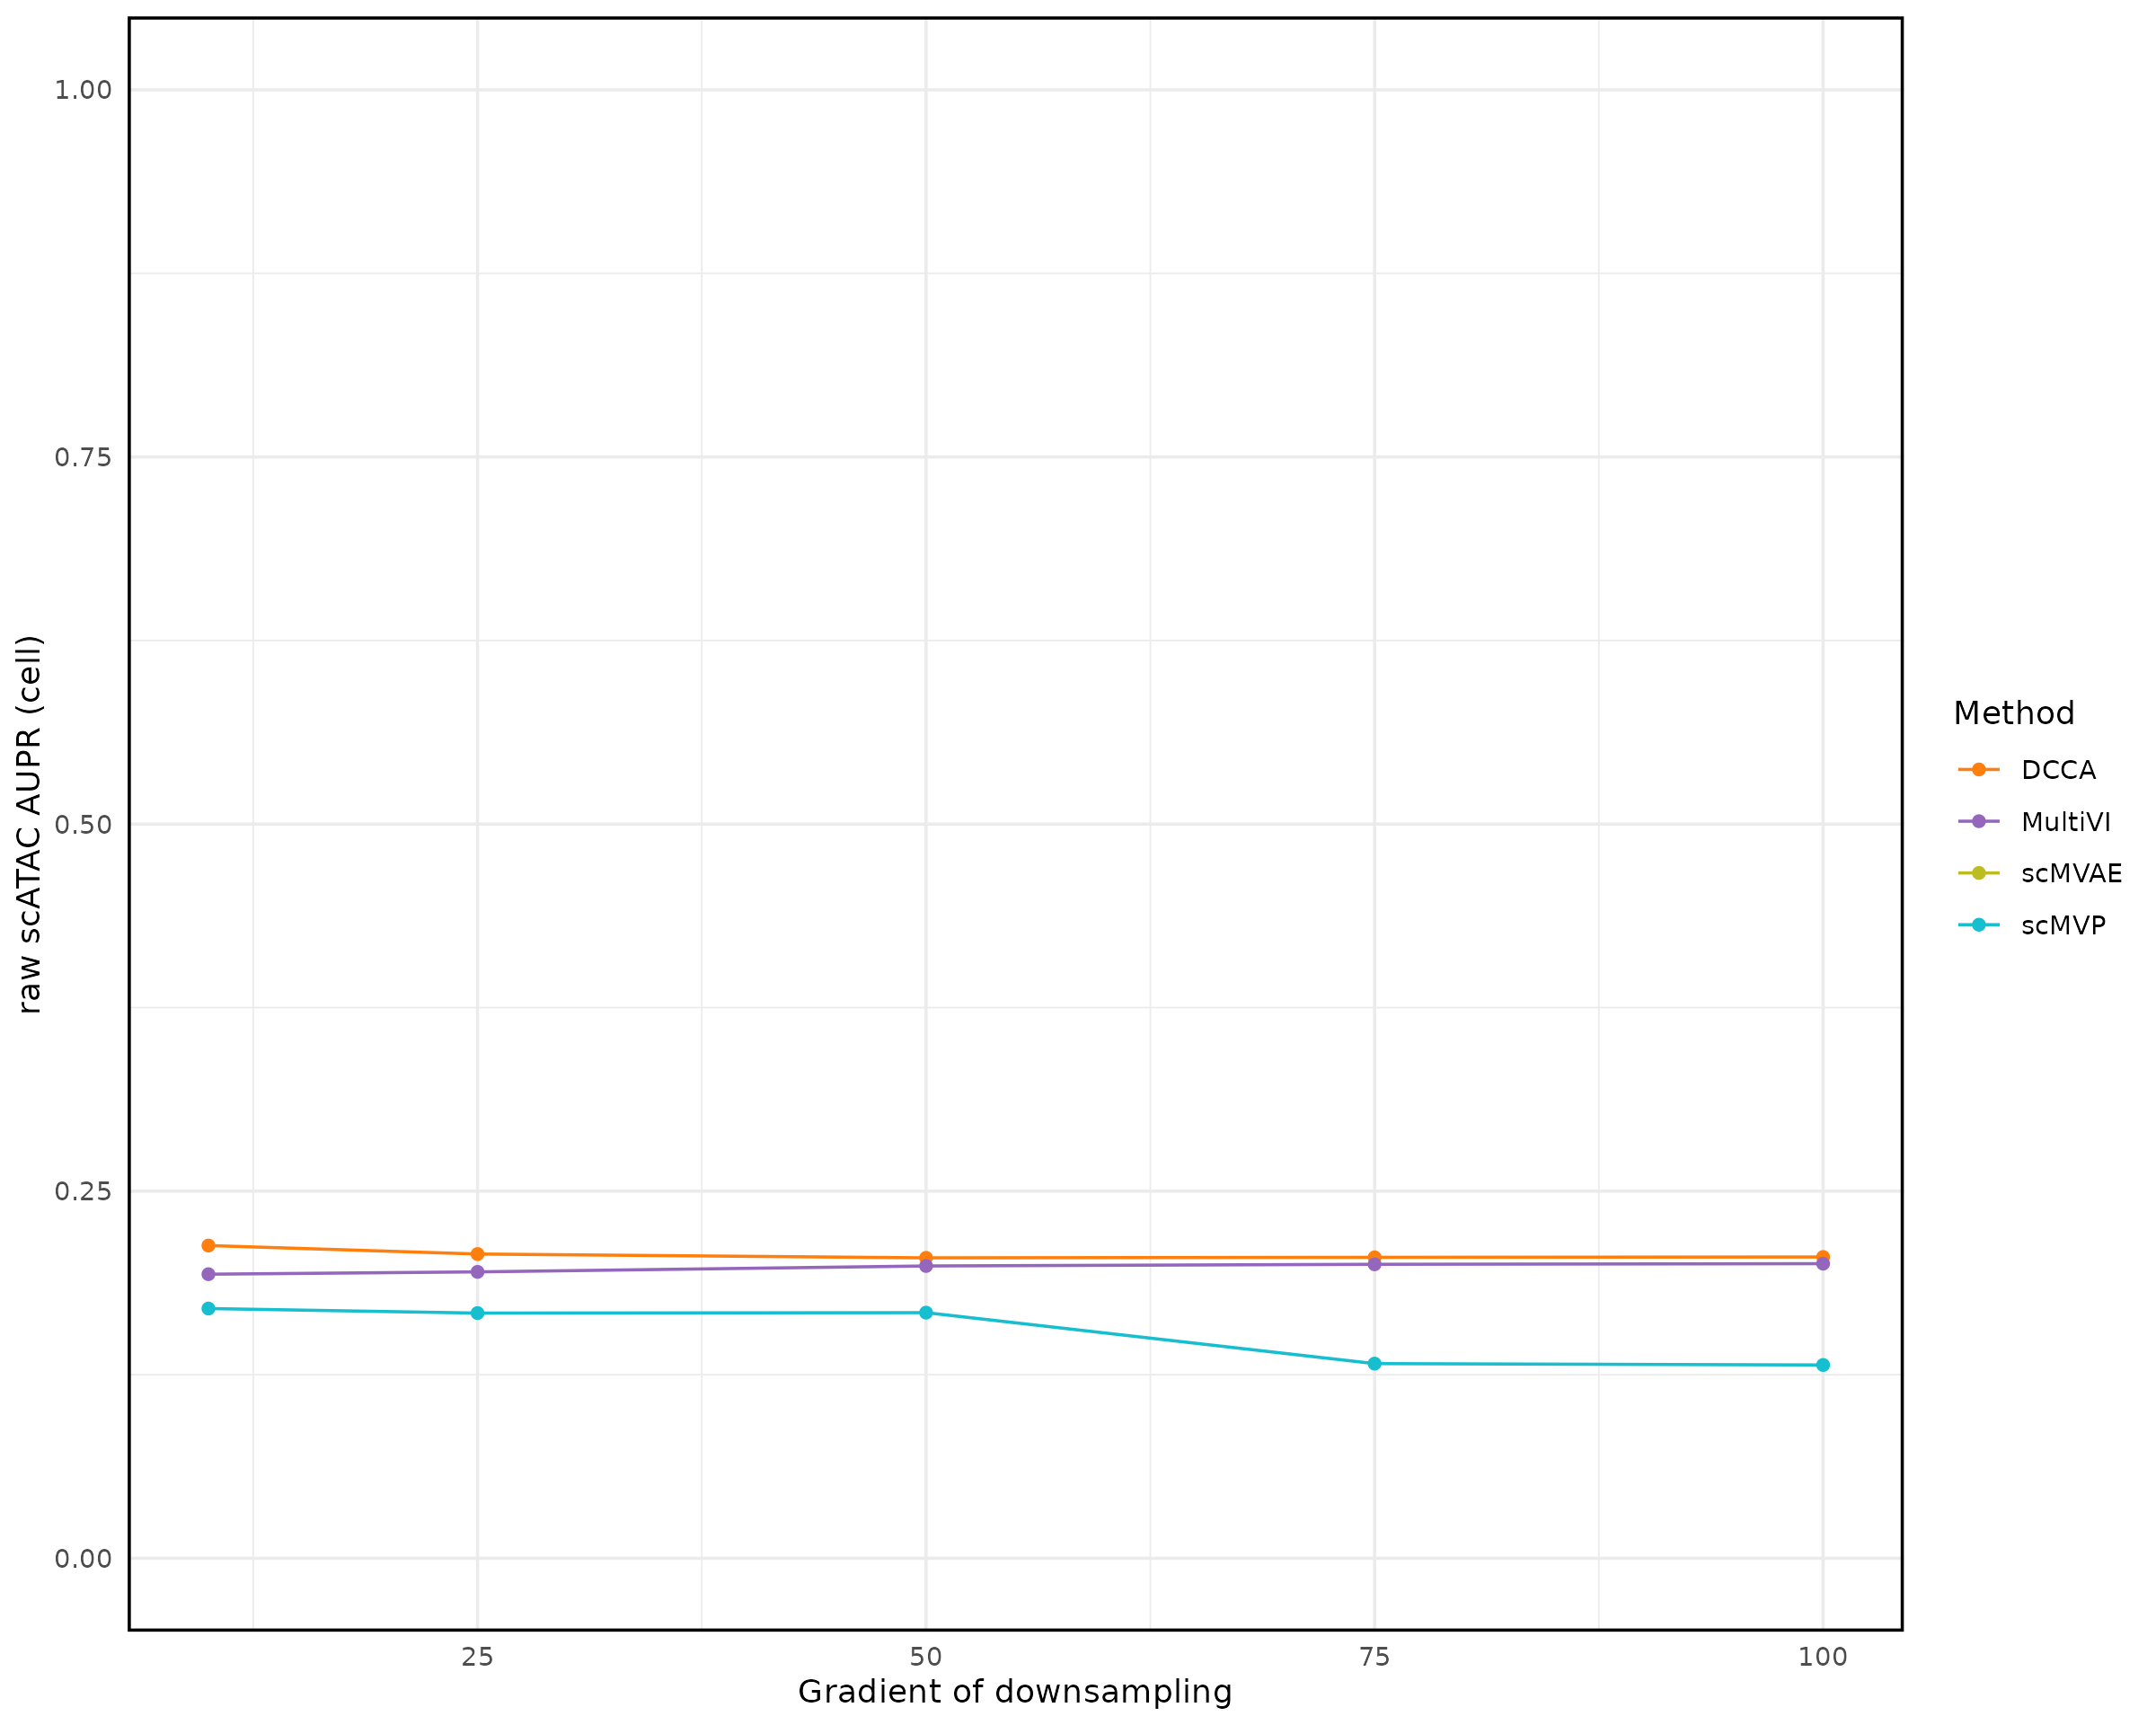 1.00
0.75
0.50
0.25
0.00
raw scATAC AUPR (cell)
25 50 75 100
Gradient of downsampling
Method
DCCA
MultiVI
scMVAE
scMVP